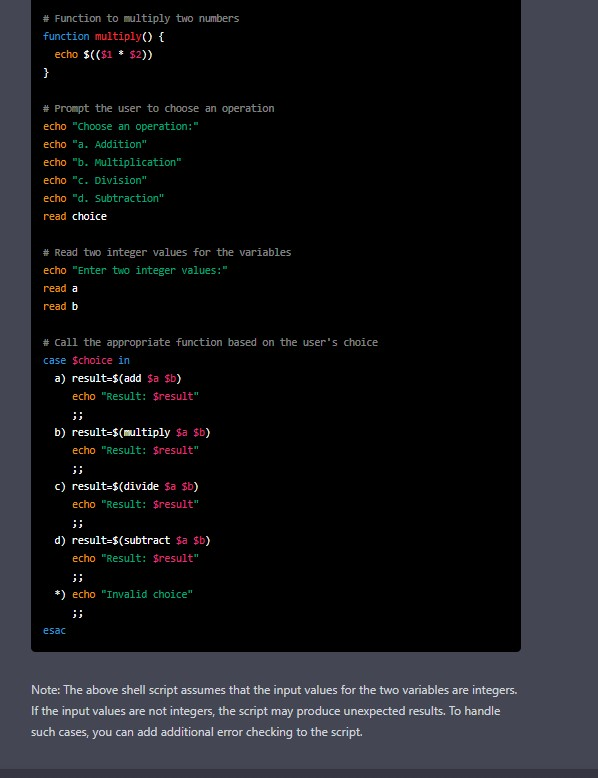 # Function to multiply two numbers
function multiply() {
  echo $(($1 * $2))
}
# Prompt the user to choose an operation
echo "Choose an operation:"
echo "a. Addition"
echo "b. Multiplication"
echo "c. Division"
echo "d. Subtraction"
read choice
# Read two integer values for the variables
echo "Enter two integer values:"
read a
read b
# Call the appropriate function based on the user's choice
case $choice in
  a) result=$(add $a $b)
     echo "Result: $result"
     ;;
  b) result=$(multiply $a $b)
     echo "Result: $result"
     ;;
  c) result=$(divide $a $b)
     echo "Result: $result"
     ;;
  d) result=$(subtract $a $b)
     echo "Result: $result"
     ;;
  *) echo "Invalid choice"
     ;;
esac
Note: The above shell script assumes that the input values for the two variables are integers.
If the input values are not integers, the script may produce unexpected results. To handle
such cases, you can add additional error checking to the script.